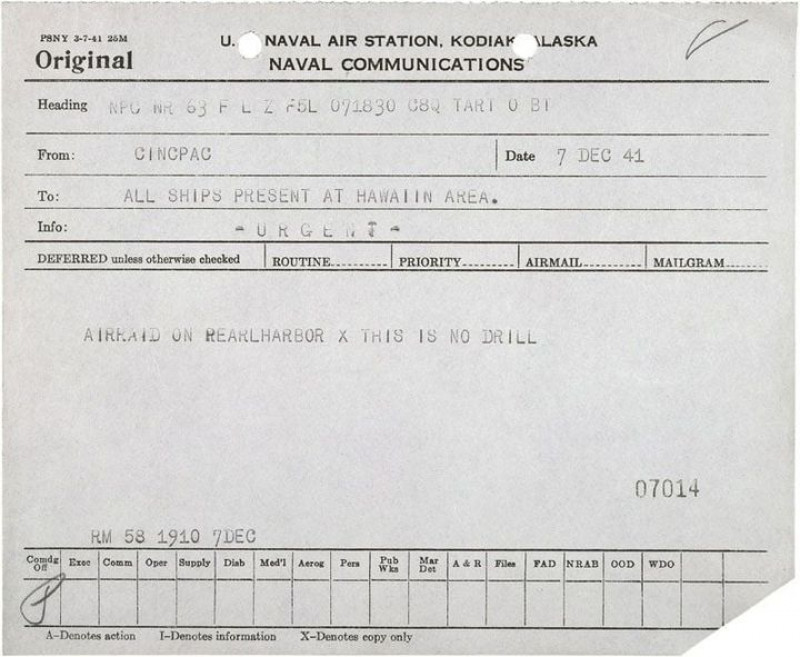 PSNY 3-7-41 25M
Original
U. NAVAL AIR STATION, KODIAK ALASKA
NAVAL COMMUNICATIONS
Heading NPG NR 63 F L Z F5L 071830 C8Q TART O BT
From: CINCPAC Date 7 DEC 41
To: ALL SHIPS PRESENT AT HAWAIIN AREA.
Info: - U R G E N T -
DEFERRED unless otherwise checked ROUTINE PRIORITY AIRMAIL MAILGRAM
AIRRAID ON PEARLHARBOR X THIS IS NO DRILL
07014
RM 58 1910 7DEC
Comdg Off Exec Comm Oper Supply Disb Med'l Aerog Pers Pub Wks Mar Det A & R Files FAD NRAB OOD WDO
A–Denotes action I–Denotes information X–Denotes copy only